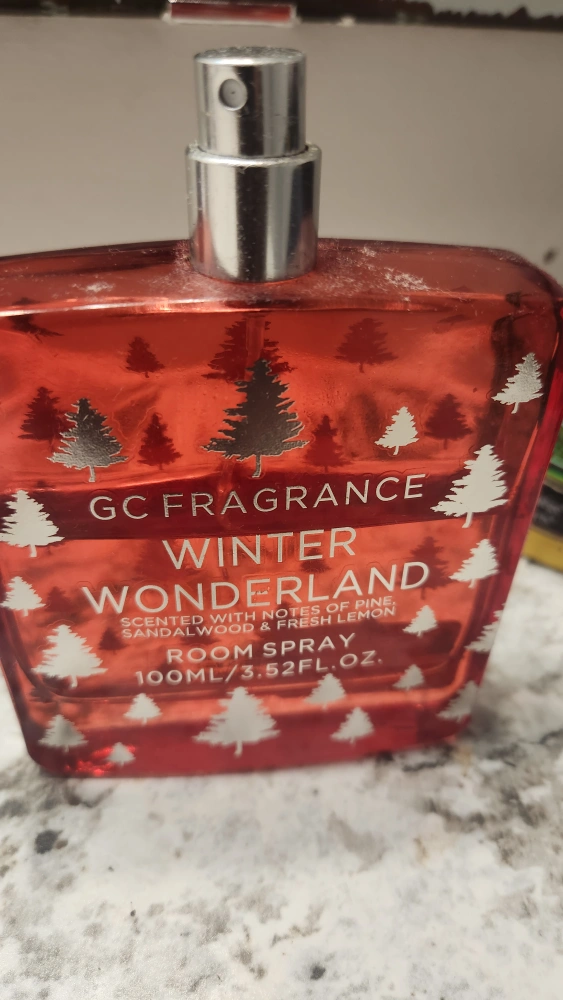 GC FRAGRANCE
WINTER
WONDERLAND
SCENTED WITH NOTES OF PINE,
SANDALWOOD & FRESH LEMON
ROOM SPRAY
100ML/3.52FL.OZ.